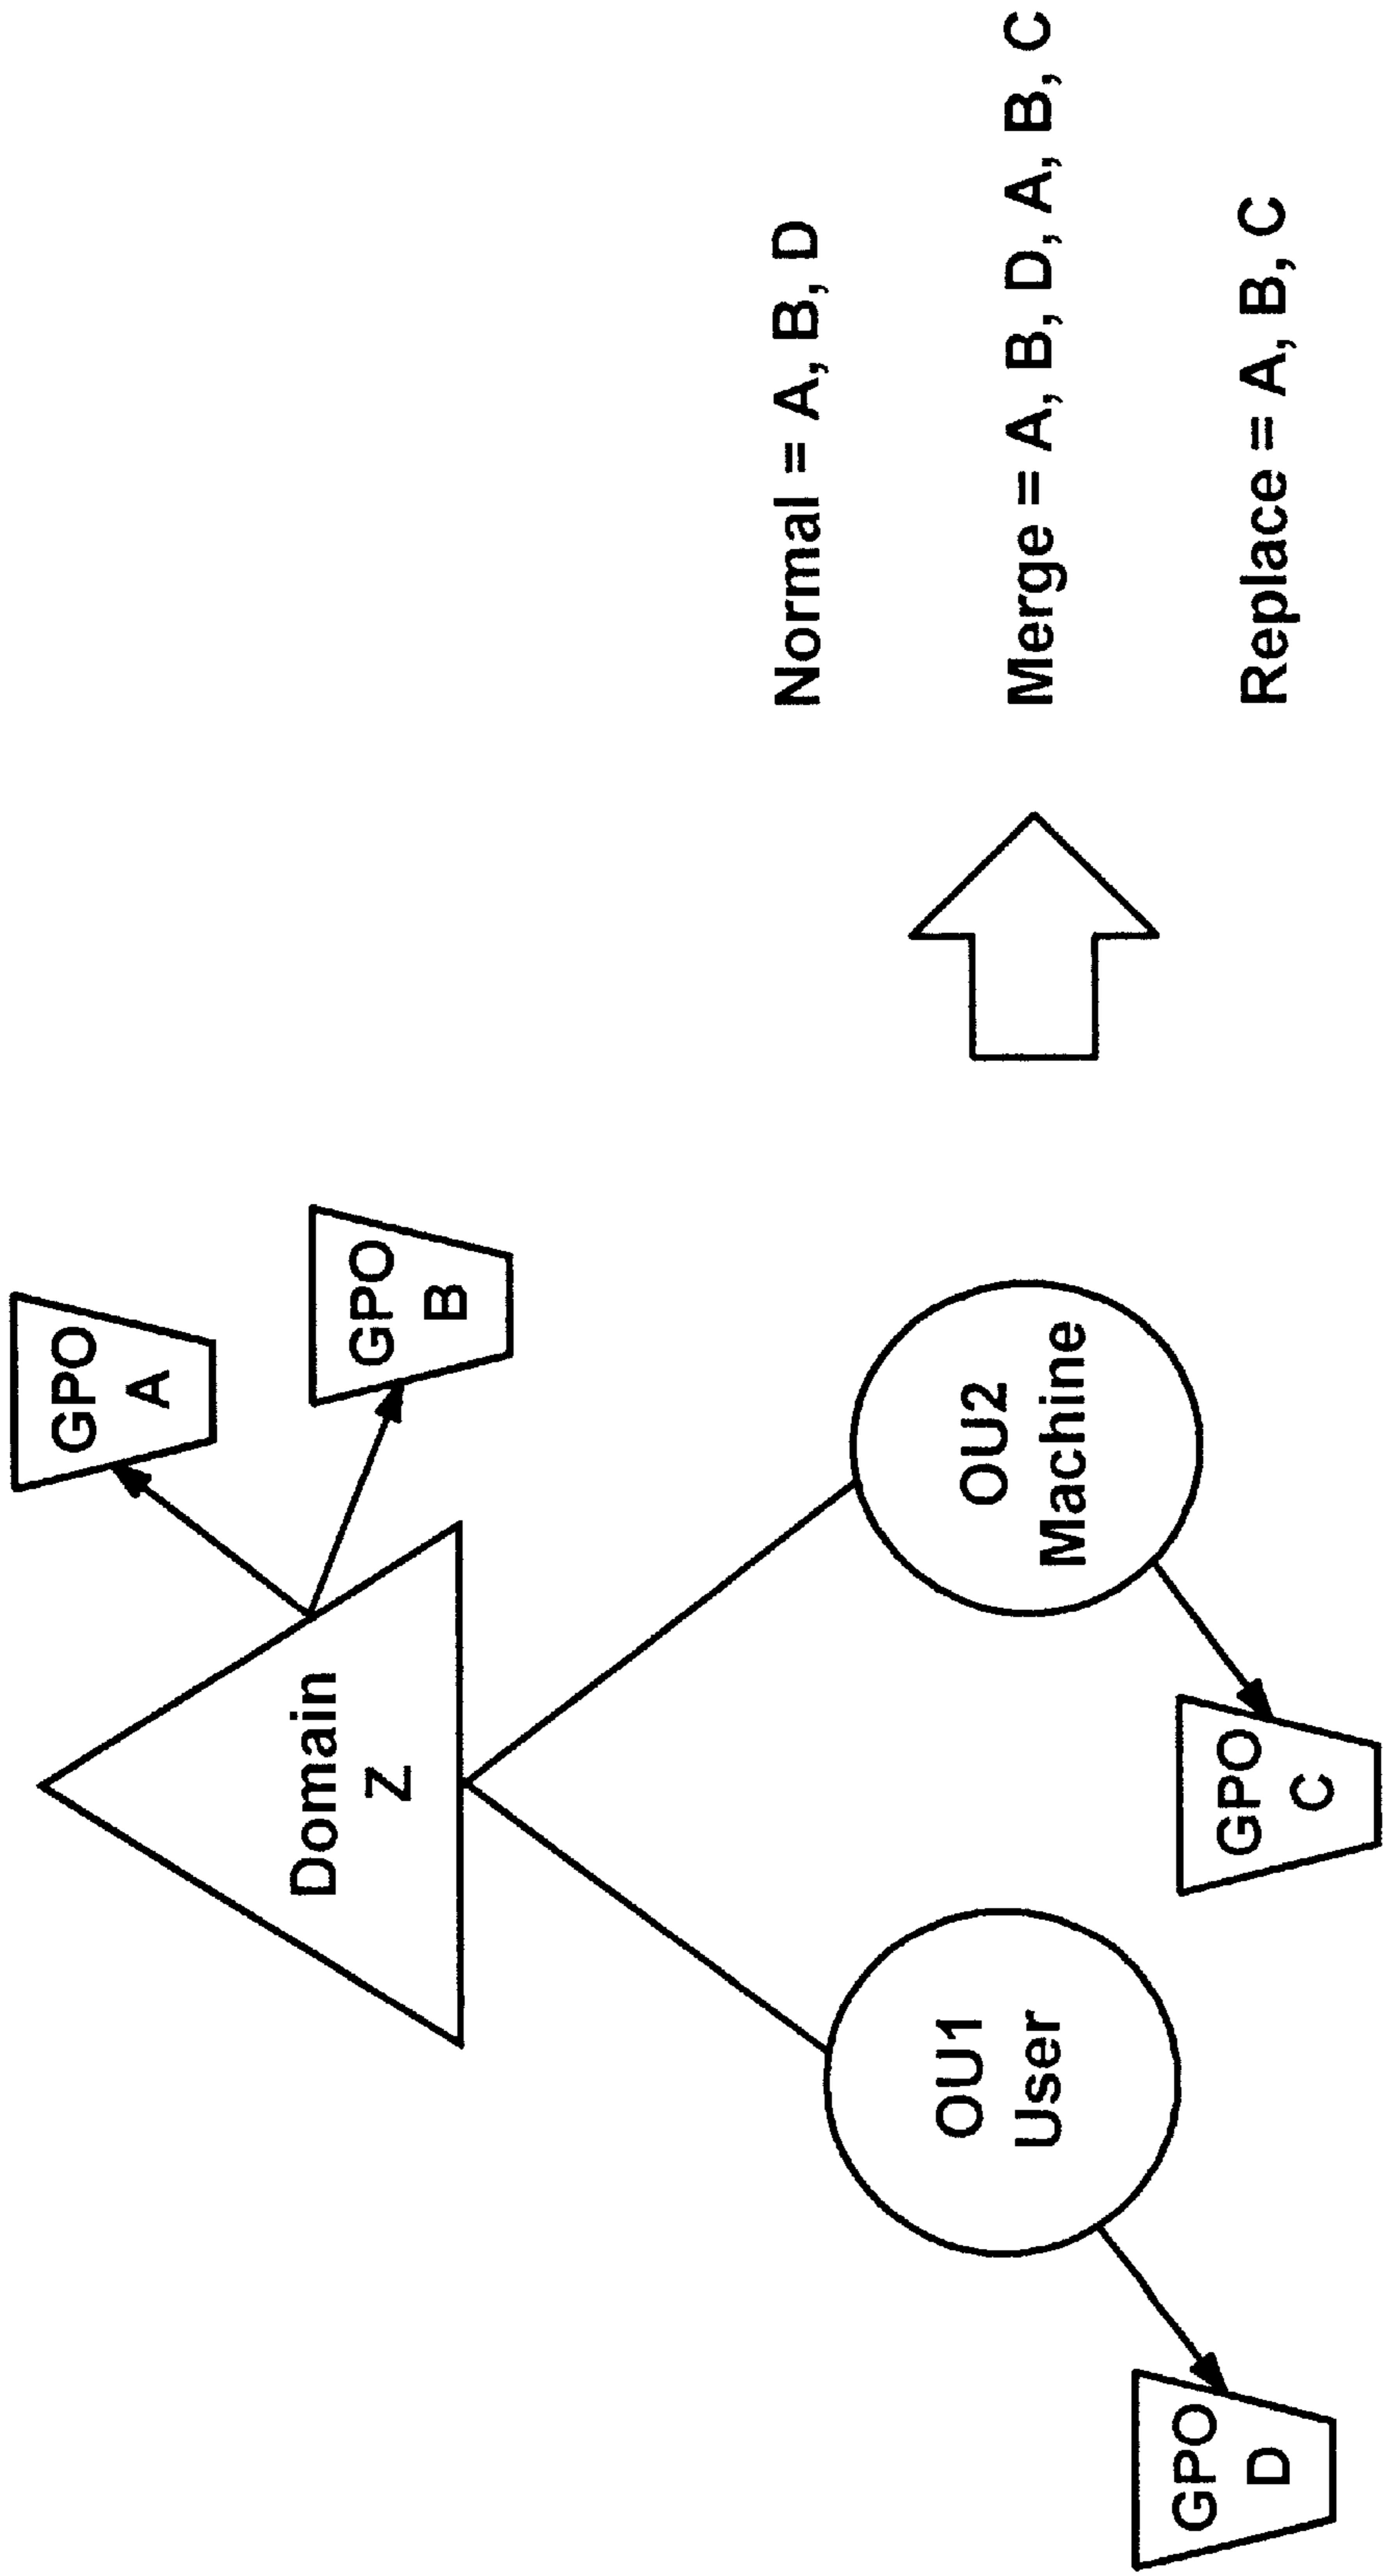 GPO
A
GPO
B
Domain
Z
OU1
User
OU2
Machine
GPO
D
GPO
C
Normal = A, B, D
Merge = A, B, D, A, B, C
Replace = A, B, C